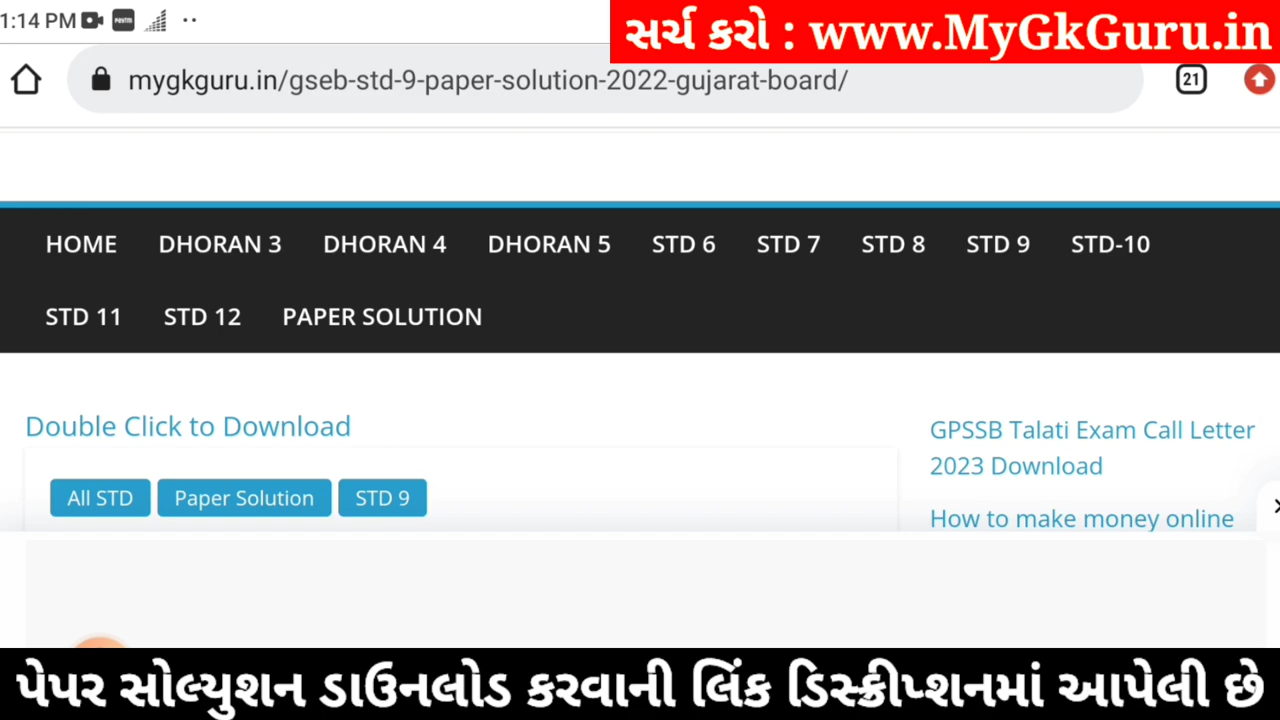 1:14 PM
સર્ચ કરો : www.MyGkGuru.in
mygkguru.in/gseb-std-9-paper-solution-2022-gujarat-board/
21
HOME DHORAN 3 DHORAN 4 DHORAN 5 STD 6 STD 7 STD 8 STD 9 STD-10
STD 11 STD 12 PAPER SOLUTION
Double Click to Download
All STD Paper Solution STD 9
GPSSB Talati Exam Call Letter
2023 Download
How to make money online
પેપર સોલ્યુશન ડાઉનલોડ કરવાની લિંક ડિસ્ક્રીપ્શનમાં આપેલી છે